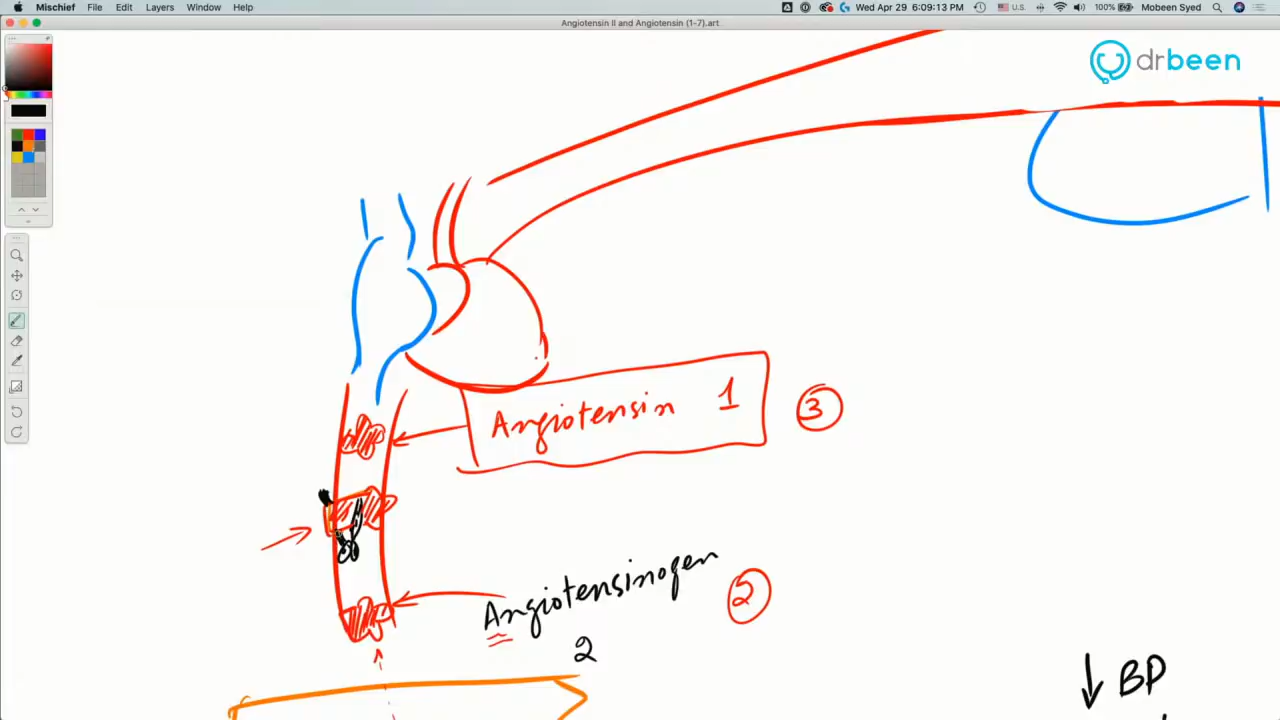 Mischief File Edit Layers Window Help U.S. 100% Wed Apr 29 6:09:13 PM Mobeen Syed
Angiotensin II and Angiotensin (1-7).art
drbeen
Angiotensin 1 3
Angiotensinogen 2
2
↓ BP